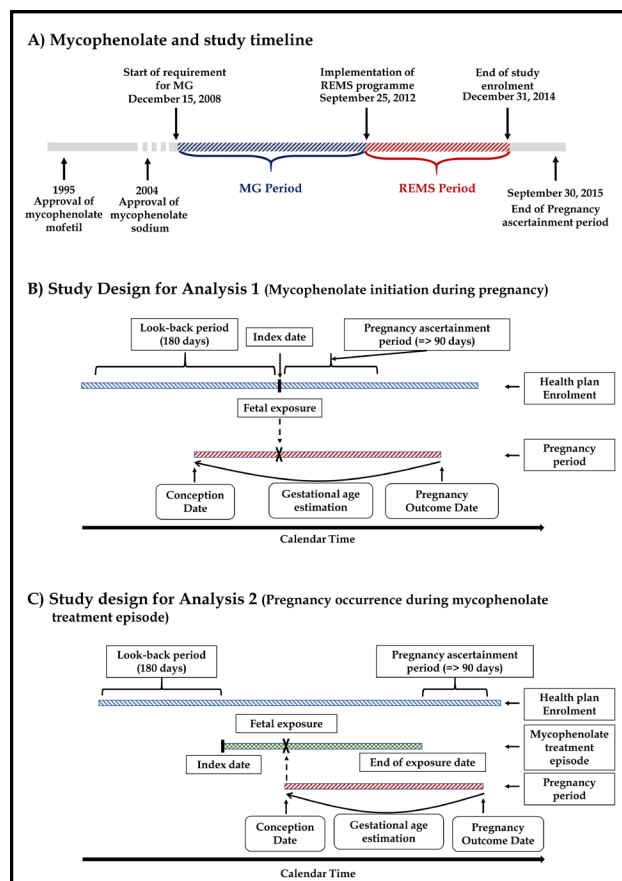 A) Mycophenolate and study timeline
Start of requirement
for MG
December 15, 2008
Implementation of
REMS programme
September 25, 2012
End of study
enrolment
December 31, 2014
MG Period
REMS Period
1995
Approval of
mycophenolate
mofetil
2004
Approval of
mycophenolate
sodium
September 30, 2015
End of Pregnancy
ascertainment period
B) Study Design for Analysis 1 (Mycophenolate initiation during pregnancy)
Look-back period
(180 days)
Index date
Pregnancy ascertainment
period (=> 90 days)
Health plan
Enrolment
Fetal exposure
X
Pregnancy
period
Conception
Date
Gestational age
estimation
Pregnancy
Outcome Date
Calendar Time
C) Study design for Analysis 2 (Pregnancy occurrence during mycophenolate
treatment episode)
Look-back period
(180 days)
Pregnancy ascertainment
period (=> 90 days)
Health plan
Enrolment
Fetal exposure
X
Mycophenolate
treatment
episode
Index date
End of exposure date
Pregnancy
period
Conception
Date
Gestational age
estimation
Pregnancy
Outcome Date
Calendar Time